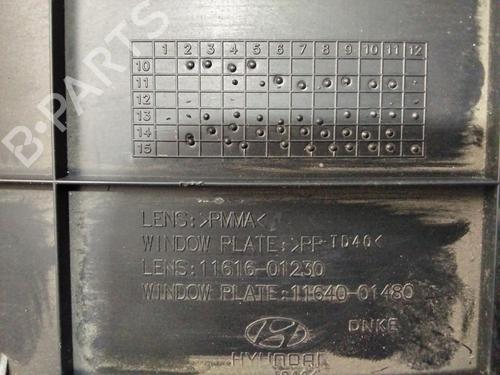 1 2 3 4 5 6 7 8 9 10 11 12
10
11
12
13
14
15
B-PARTS
LENS:>PMMA<
WINDOW PLATE:>PP-TD40<
LENS:11616-01230
WINDOW PLATE:11640-01480
DNKE
HYUNDAI